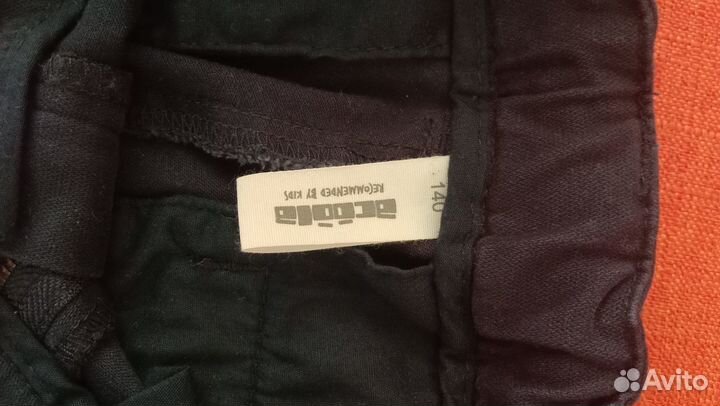 acoola
RECOMMENDED BY KIDS
140
Avito